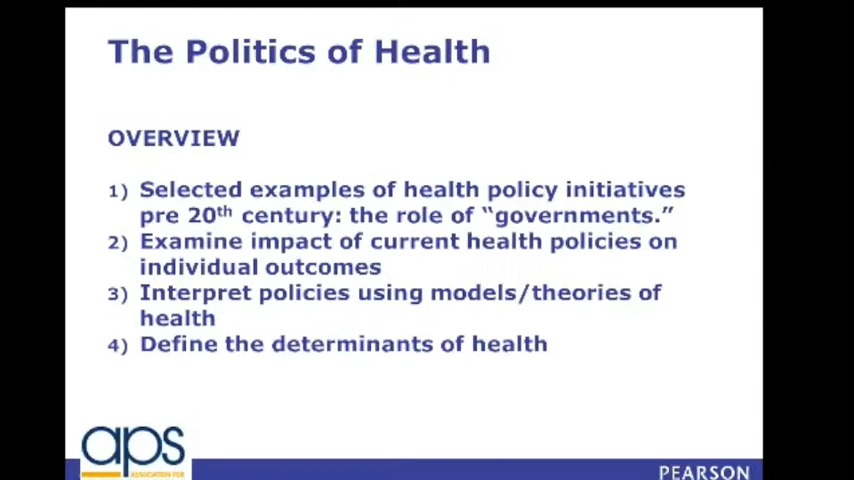 The Politics of Health
OVERVIEW
1) Selected examples of health policy initiatives
pre 20th century: the role of “governments.”
2) Examine impact of current health policies on
individual outcomes
3) Interpret policies using models/theories of
health
4) Define the determinants of health
aps
ASSOCIATION FOR
PEARSON